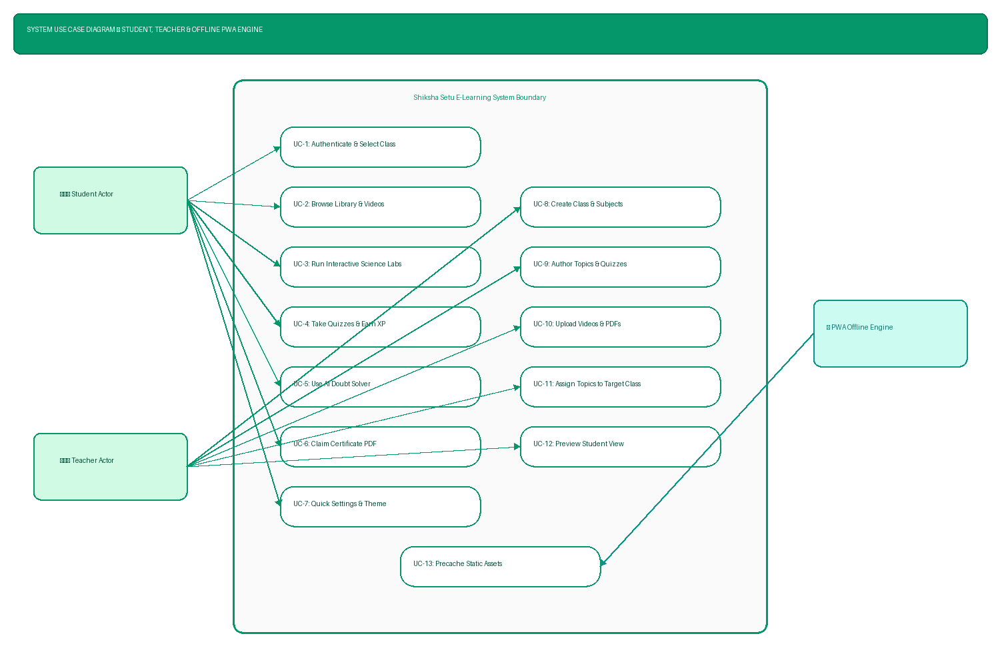 SYSTEM USE CASE DIAGRAM STUDENT, TEACHER & OFFLINE PWA ENGINE
Shiksha Setu E-Learning System Boundary
UC-1: Authenticate & Select Class
UC-2: Browse Library & Videos
UC-8: Create Class & Subjects
Student Actor
UC-3: Run Interactive Science Labs
UC-9: Author Topics & Quizzes
UC-4: Take Quizzes & Earn XP
UC-10: Upload Videos & PDFs
PWA Offline Engine
UC-5: Use AI Doubt Solver
UC-11: Assign Topics to Target Class
UC-6: Claim Certificate PDF
UC-12: Preview Student View
Teacher Actor
UC-7: Quick Settings & Theme
UC-13: Precache Static Assets